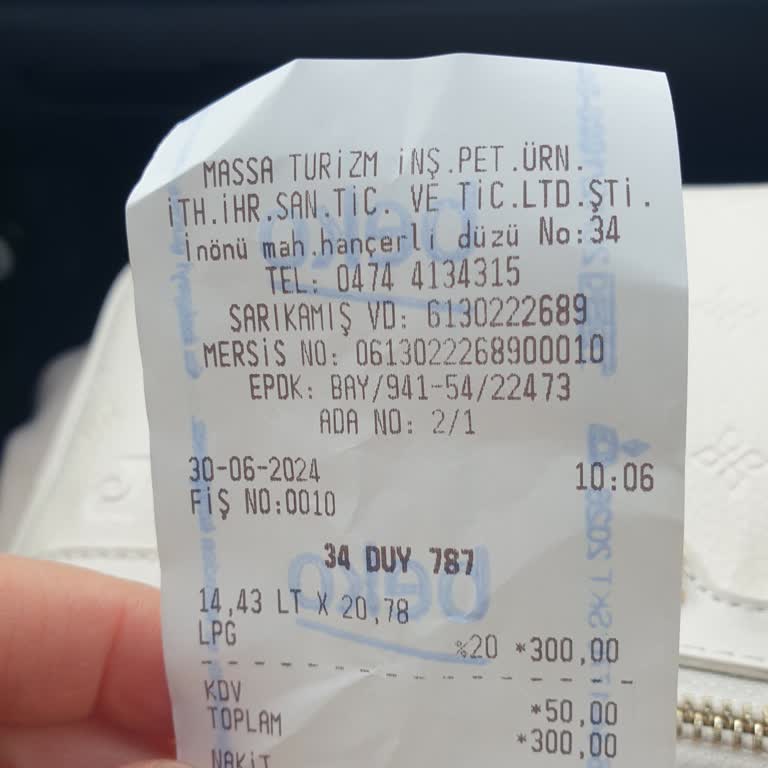 MASSA TURİZM İNŞ.PET.ÜRN.
İTH.İHR.SAN.TİC. VE TİC.LTD.ŞTİ.
İnönü mah.hançerli düzü No:34
TEL: 0474 4134315
SARIKAMIŞ VD: 6130222689
MERSİS NO: 0613022268900010
EPDK: BAY/941-54/22473
ADA NO: 2/1
30-06-2024 10:06
FİŞ NO:0010
34 DUY 787
14,43 LT X 20,78
LPG %20 *300,00
KDV *50,00
TOPLAM *300,00
NAKİT
beko
beko